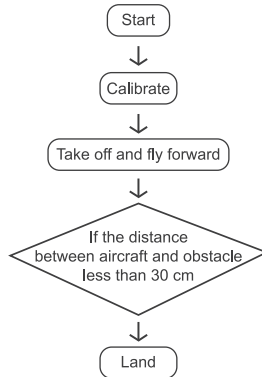 Start
Calibrate
Take off and fly forward
If the distance
between aircraft and obstacle
less than 30 cm
Land